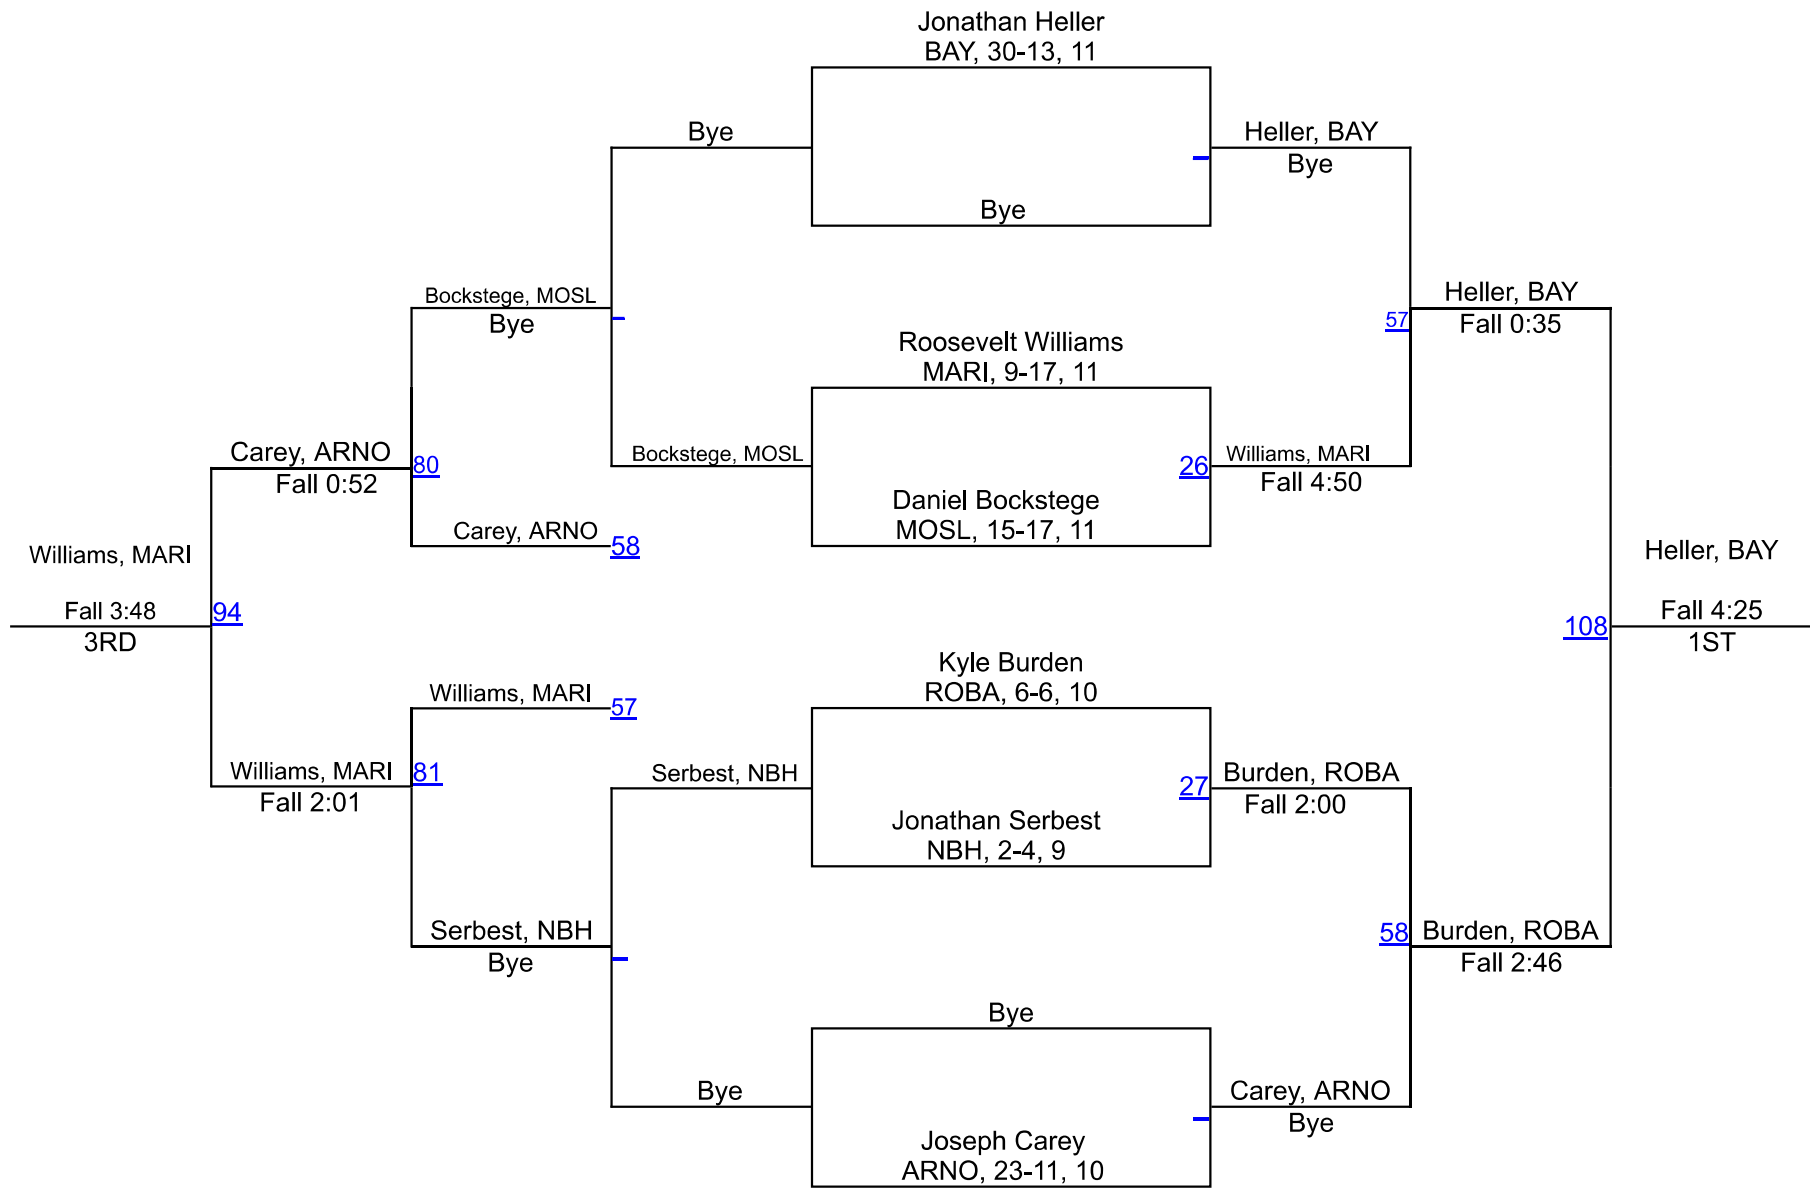 Jonathan Heller
BAY, 30-13, 11
Bye
Heller, BAY
Bye
Bye
Bockstege, MOSL
Bye
Heller, BAY
57
Fall 0:35
Roosevelt Williams
MARI, 9-17, 11
Carey, ARNO
80
Fall 0:52
Bockstege, MOSL
26
Williams, MARI
Fall 4:50
Daniel Bockstege
MOSL, 15-17, 11
Carey, ARNO
58
Williams, MARI
Fall 3:48
94
3RD
Heller, BAY
Fall 4:25
108
1ST
Kyle Burden
ROBA, 6-6, 10
Williams, MARI
57
Williams, MARI
81
Fall 2:01
Serbest, NBH
27
Burden, ROBA
Fall 2:00
Jonathan Serbest
NBH, 2-4, 9
Serbest, NBH
Bye
58
Burden, ROBA
Fall 2:46
Bye
Bye
Carey, ARNO
Bye
Joseph Carey
ARNO, 23-11, 10